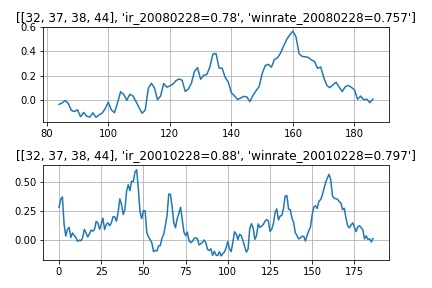 [[32, 37, 38, 44], 'ir_20080228=0.78', 'winrate_20080228=0.757']
0.6
0.4
0.2
0.0
80 100 120 140 160 180
[[32, 37, 38, 44], 'ir_20010228=0.88', 'winrate_20010228=0.797']
0.50
0.25
0.00
0 25 50 75 100 125 150 175